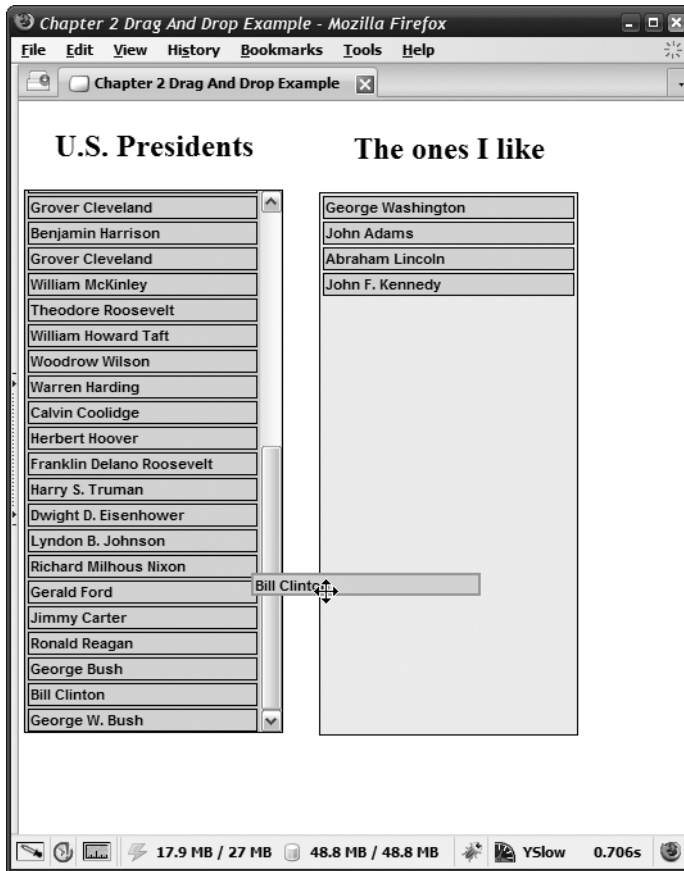 Chapter 2 Drag And Drop Example - Mozilla Firefox
File Edit View History Bookmarks Tools Help
Chapter 2 Drag And Drop Example
U.S. Presidents
Grover Cleveland
Benjamin Harrison
Grover Cleveland
William McKinley
Theodore Roosevelt
William Howard Taft
Woodrow Wilson
Warren Harding
Calvin Coolidge
Herbert Hoover
Franklin Delano Roosevelt
Harry S. Truman
Dwight D. Eisenhower
Lyndon B. Johnson
Richard Milhous Nixon
Gerald Ford
Jimmy Carter
Ronald Reagan
George Bush
Bill Clinton
George W. Bush
The ones I like
George Washington
John Adams
Abraham Lincoln
John F. Kennedy
Bill Clinton
17.9 MB / 27 MB 48.8 MB / 48.8 MB YSlow 0.706s